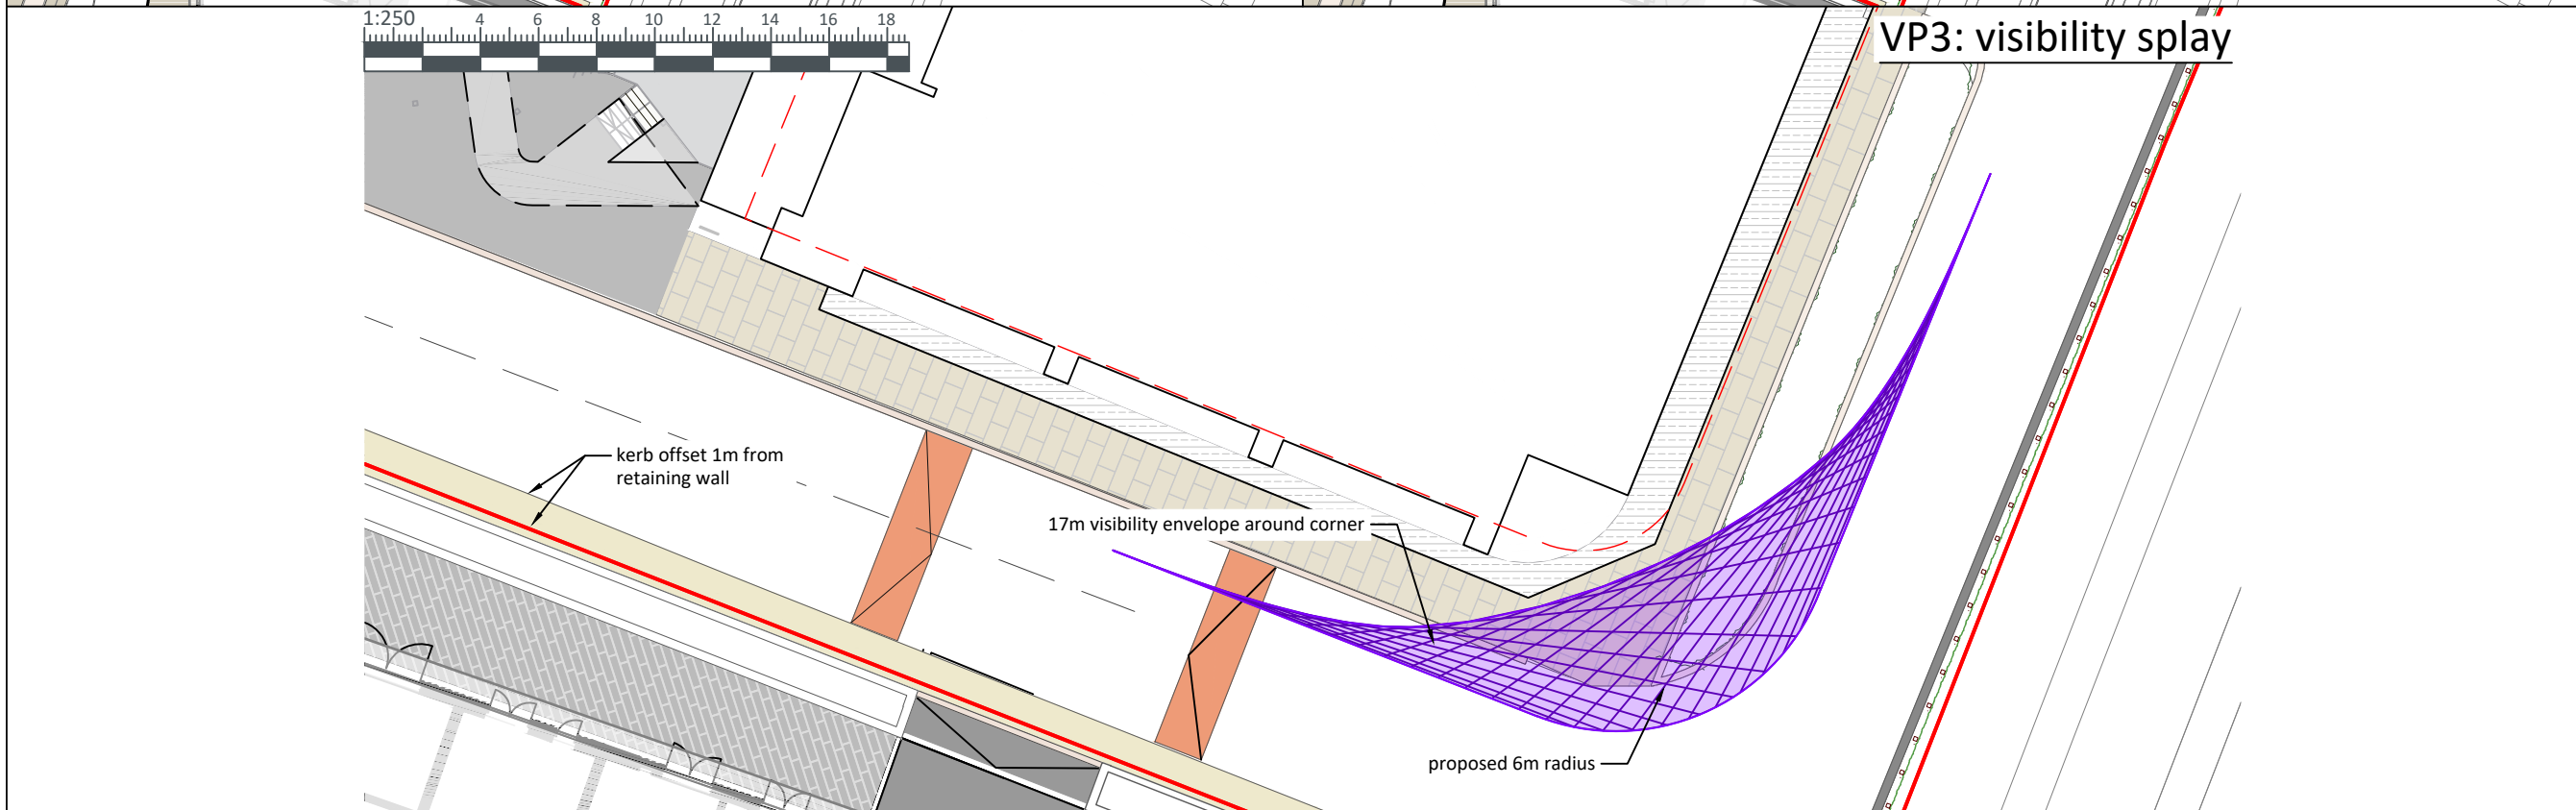 1:250 4 6 8 10 12 14 16 18
VP3: visibility splay
kerb offset 1m from
retaining wall
17m visibility envelope around corner
proposed 6m radius